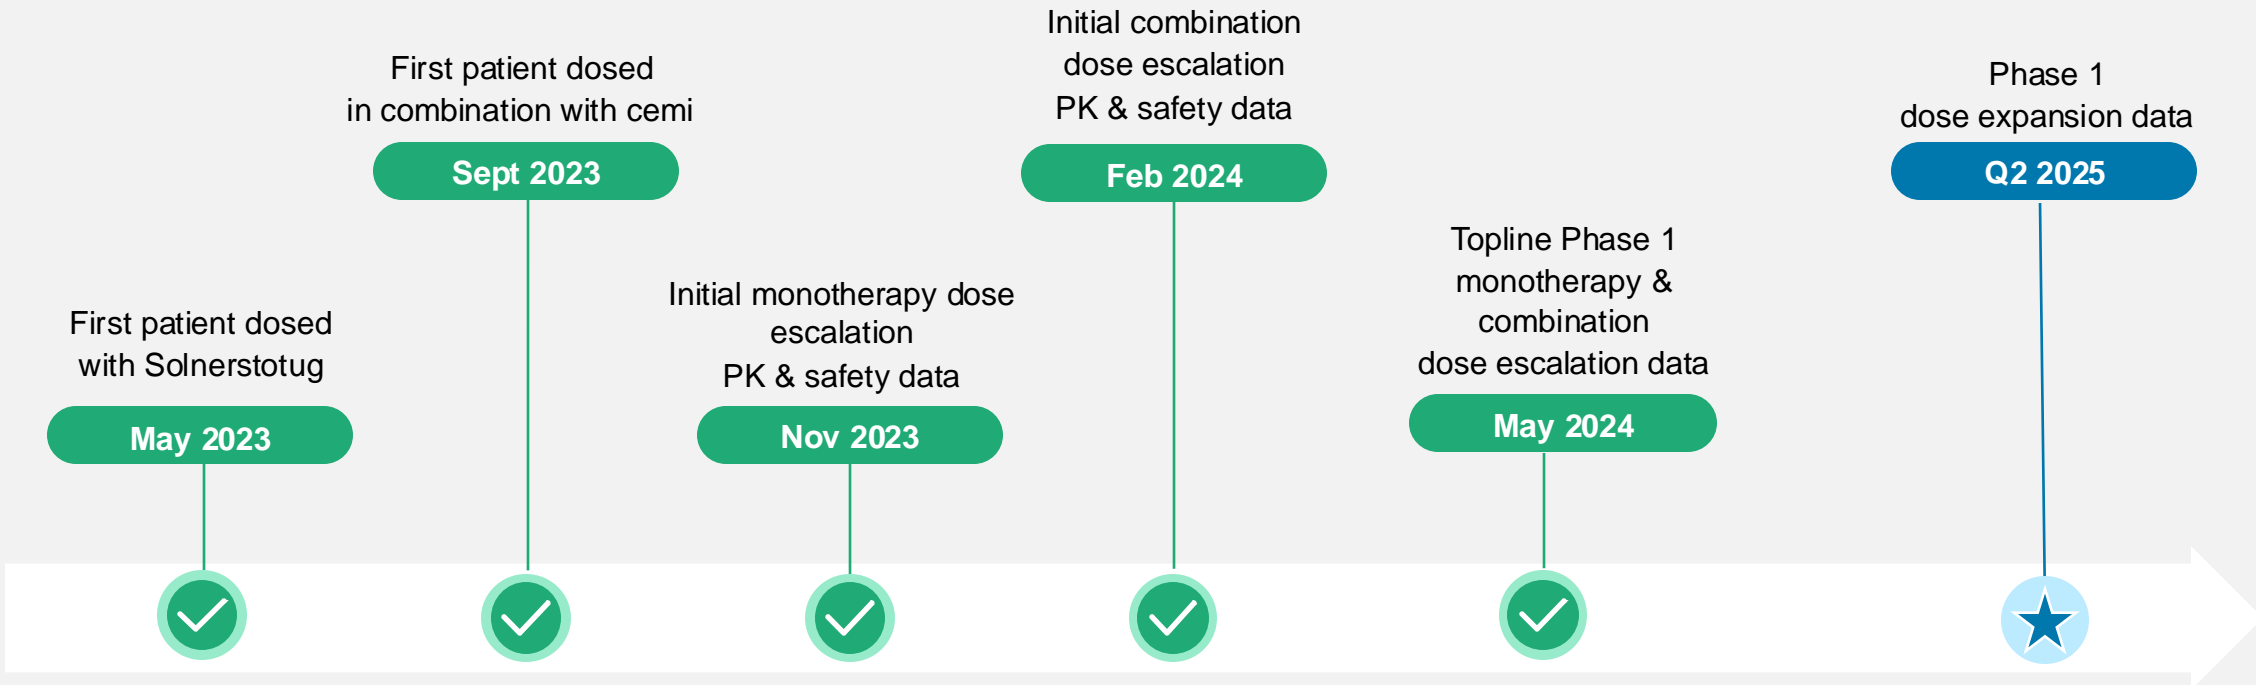 First patient dosed
with Solnerstotug
May 2023
First patient dosed
in combination with cemi
Sept 2023
Initial monotherapy dose
escalation
PK & safety data
Nov 2023
Initial combination
dose escalation
PK & safety data
Feb 2024
Topline Phase 1
monotherapy &
combination
dose escalation data
May 2024
Phase 1
dose expansion data
Q2 2025